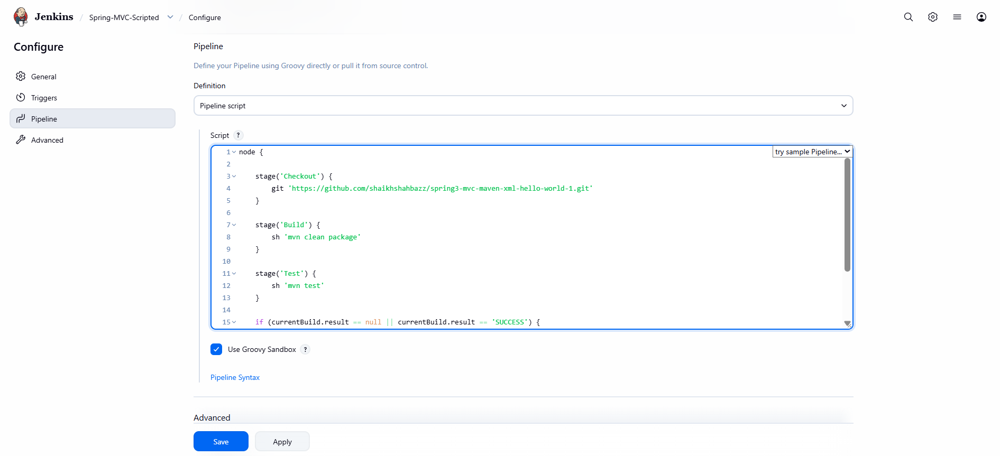 Jenkins / Spring-MVC-Scripted / Configure
Configure
General
Triggers
Pipeline
Advanced
Pipeline
Define your Pipeline using Groovy directly or pull it from source control.
Definition
Pipeline script
Script ?
try sample Pipeline...
1 node {
2
3     stage('Checkout') {
4         git 'https://github.com/shaikhshahbazz/spring3-mvc-maven-xml-hello-world-1.git'
5     }
6
7     stage('Build') {
8         sh 'mvn clean package'
9     }
10
11     stage('Test') {
12         sh 'mvn test'
13     }
14
15     if (currentBuild.result == null || currentBuild.result == 'SUCCESS') {
Use Groovy Sandbox ?
Pipeline Syntax
Advanced
Save Apply